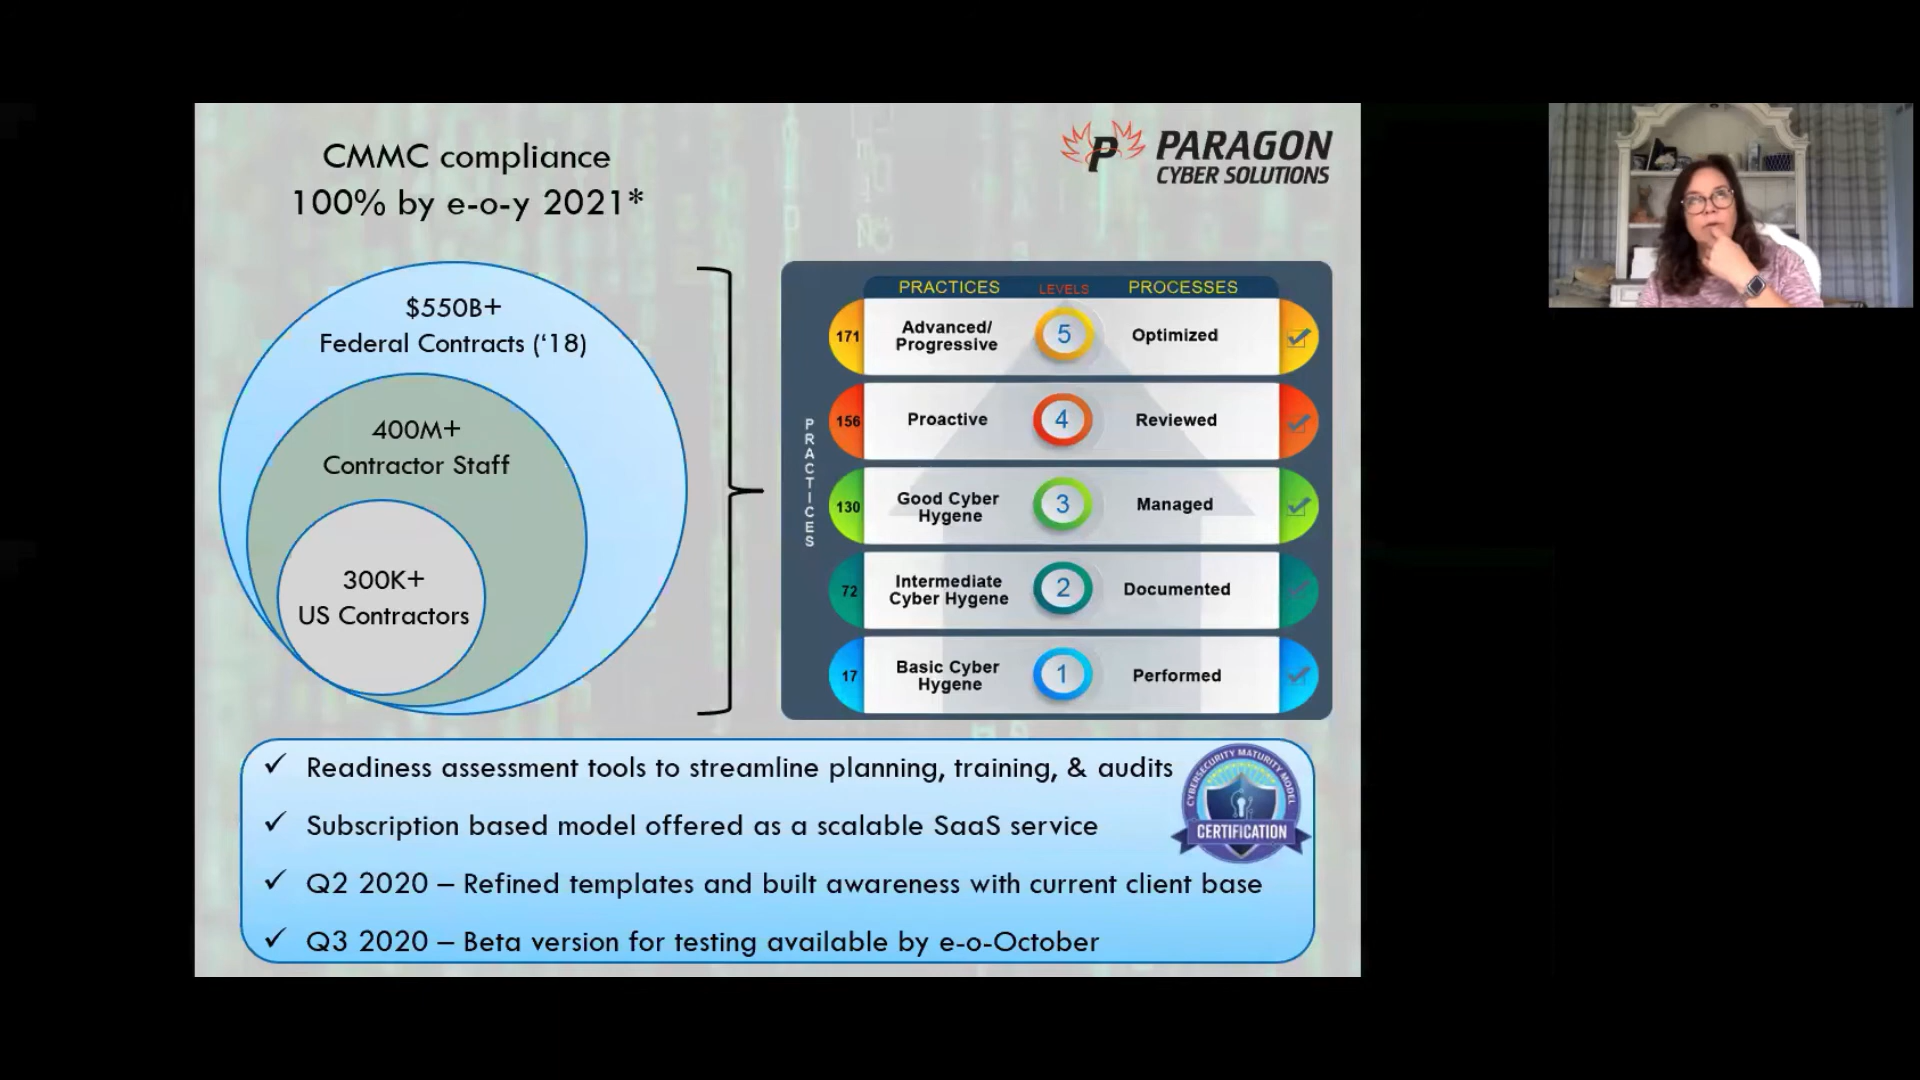 CMMC compliance
100% by e-o-y 2021*
PARAGON
CYBER SOLUTIONS
$550B+
Federal Contracts (‘18)
400M+
Contractor Staff
300K+
US Contractors
PRACTICES LEVELS PROCESSES
PRACTICES
171 Advanced/
Progressive 5 Optimized
156 Proactive 4 Reviewed
130 Good Cyber
Hygene 3 Managed
72 Intermediate
Cyber Hygene 2 Documented
17 Basic Cyber
Hygene 1 Performed
✓ Readiness assessment tools to streamline planning, training, & audits
✓ Subscription based model offered as a scalable SaaS service
✓ Q2 2020 – Refined templates and built awareness with current client base
✓ Q3 2020 – Beta version for testing available by e-o-October
CYBERSECURITY MATURITY MODEL
CERTIFICATION